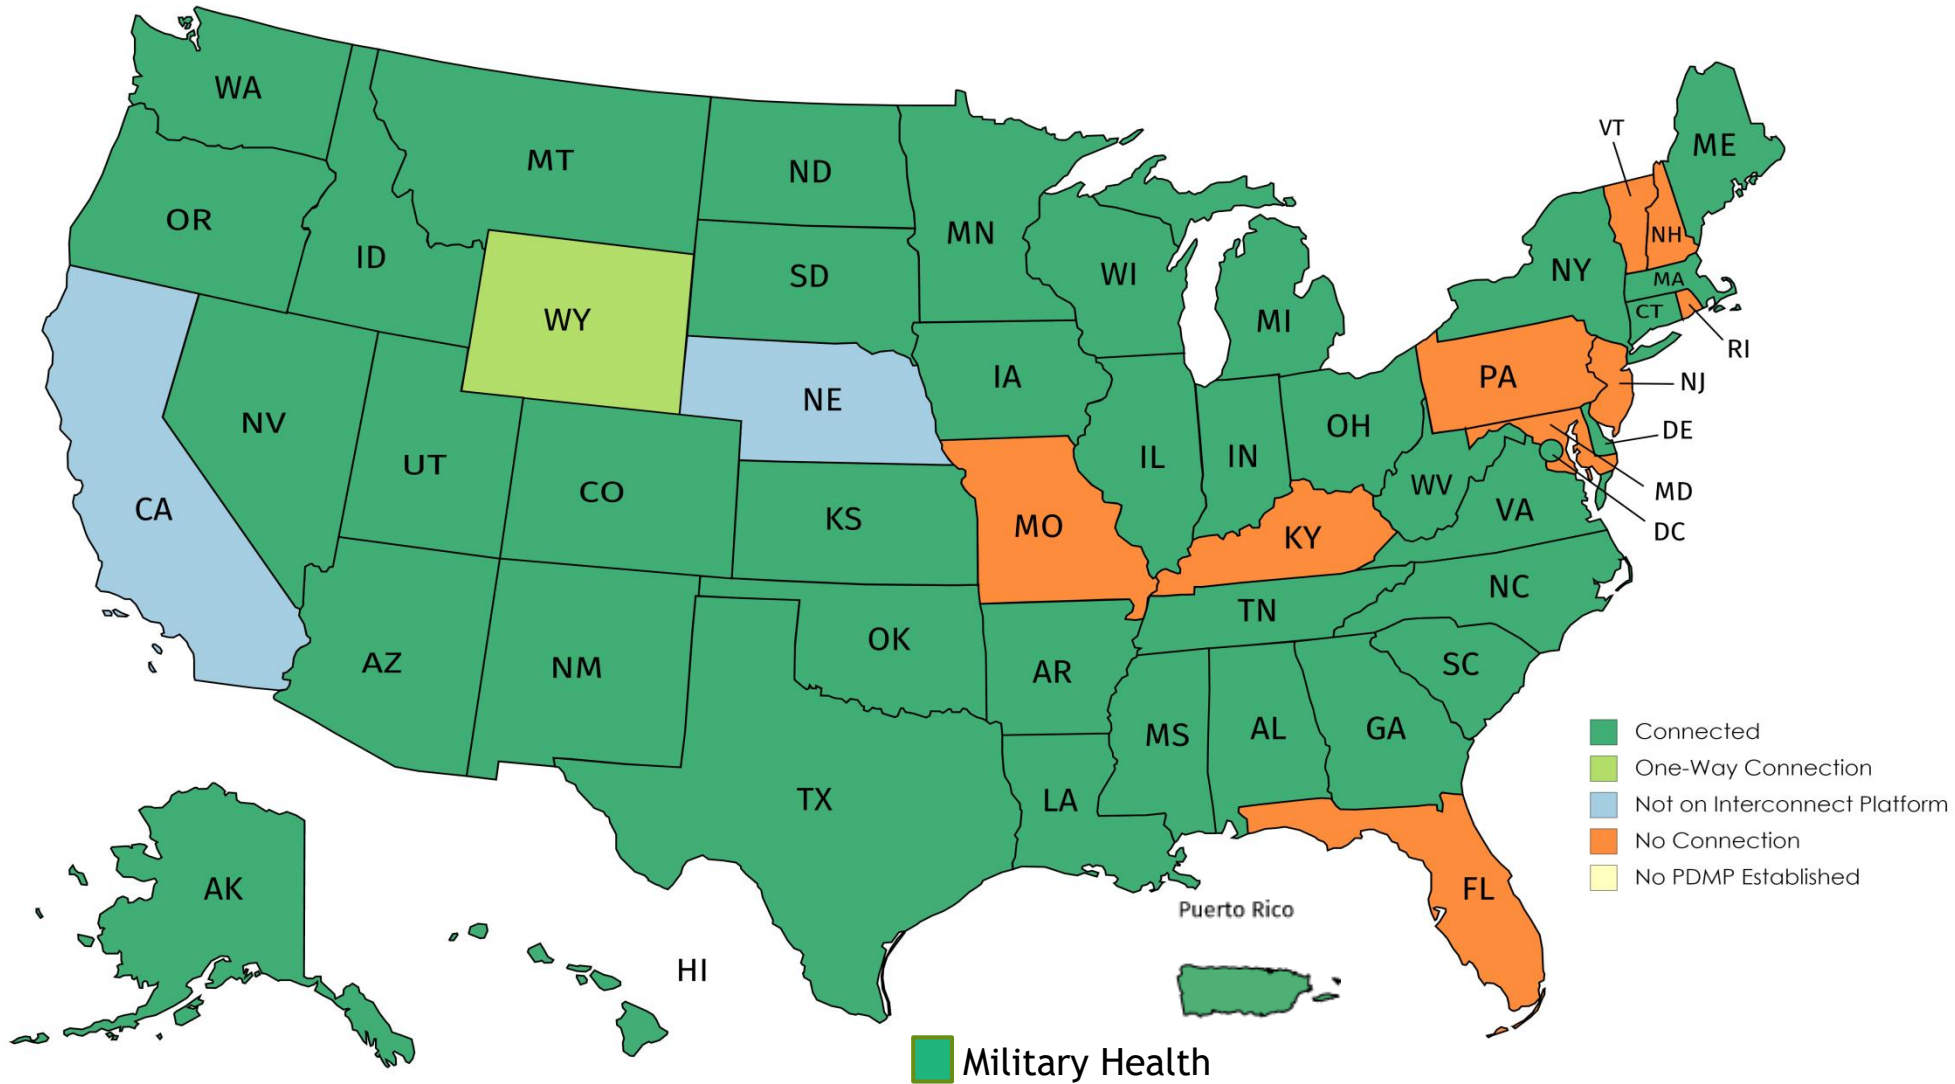 WA
MT
ND
MN
OR
ID
SD
WI
MI
VT
ME
NH
NY
MA
CT
RI
WY
NE
IA
PA
NJ
DE
NV
UT
CO
CA
KS
MO
IL
IN
OH
WV
VA
MD
DC
KY
NC
TN
SC
AZ
NM
OK
AR
MS
AL
GA
TX
LA
FL
AK
HI
Puerto Rico
Connected
One-Way Connection
Not on Interconnect Platform
No Connection
No PDMP Established
Military Health